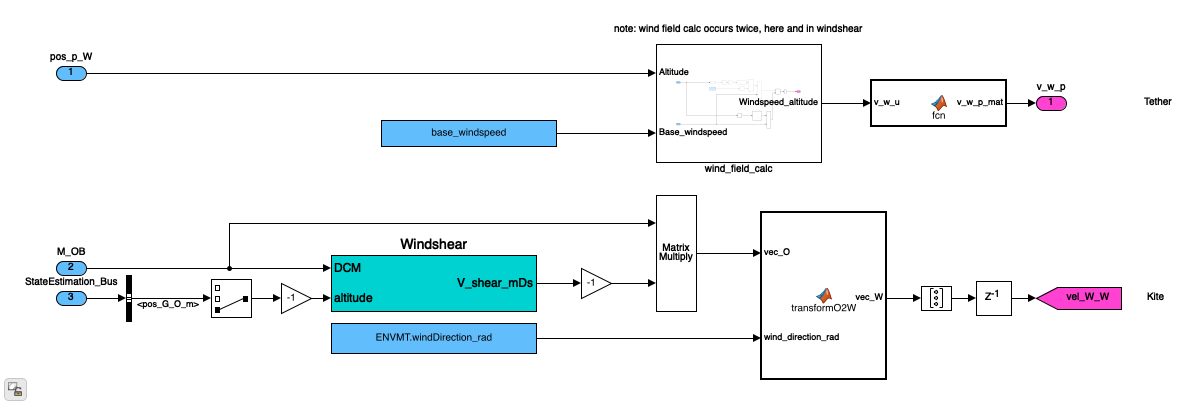 note: wind field calc occurs twice, here and in windshear
pos_p_W
1
Altitude
Windspeed_altitude
Base_windspeed
wind_field_calc
base_windspeed
v_w_u
fcn
v_w_p_mat
v_w_p
1
Tether
M_OB
2
StateEstimation_Bus
3
<pos_G_O_m>
-1
Windshear
DCM
altitude
V_shear_mDs
-1
Matrix
Multiply
ENVMT.windDirection_rad
vec_O
transformO2W
vec_W
wind_direction_rad
Z-1
vel_W_W
Kite